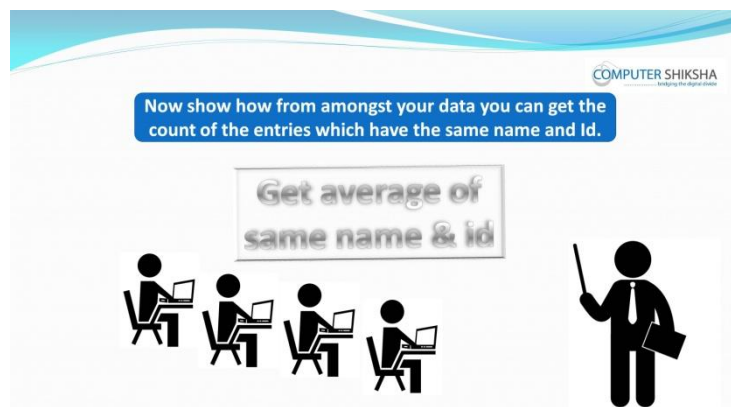 COMPUTER SHIKSHA
bridging the digital divide
Now show how from amongst your data you can get the
count of the entries which have the same name and Id.
Get average of
same name & id